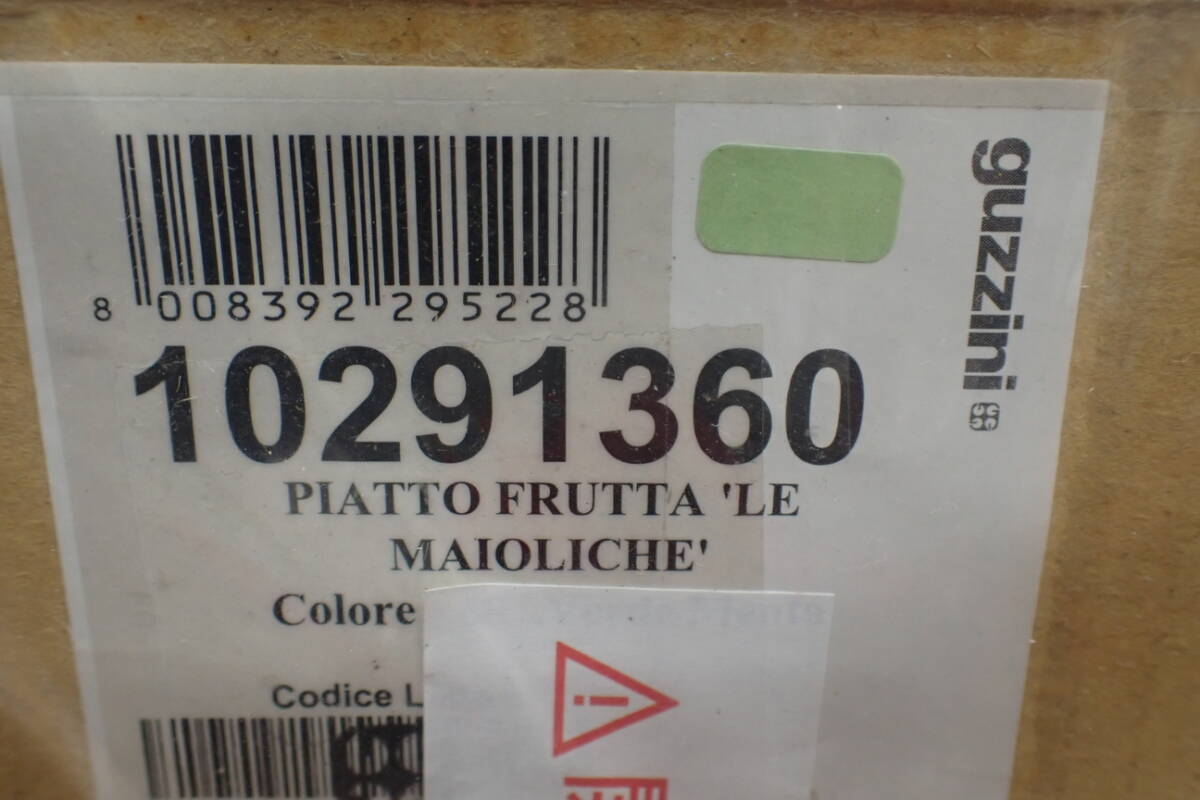 8 008392 295228
guzzini
10291360
PIATTO FRUTTA 'LE
MAIOLICHE'
Colore
Codice L